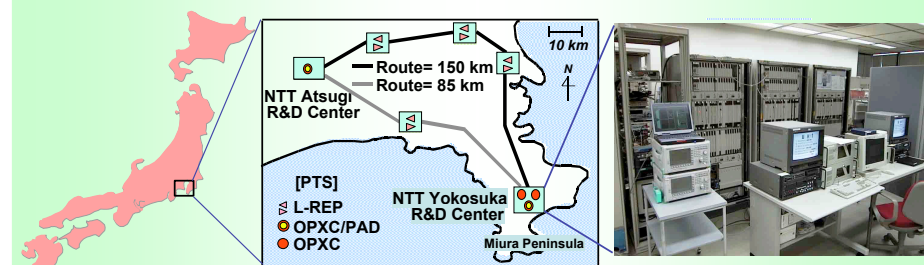 10 km
N
Route= 150 km
Route= 85 km
NTT Atsugi
R&D Center
[PTS]
L-REP
OPXC/PAD
OPXC
NTT Yokosuka
R&D Center
Miura Peninsula